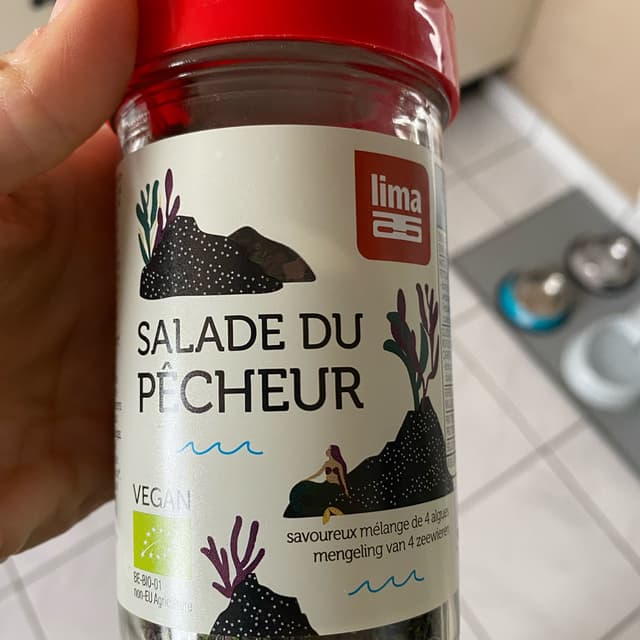 lima
SALADE DU
PÊCHEUR
VEGAN
savoureux mélange de 4 algues
mengeling van 4 zeewieren
BE-BIO-01
non-EU Agriculture